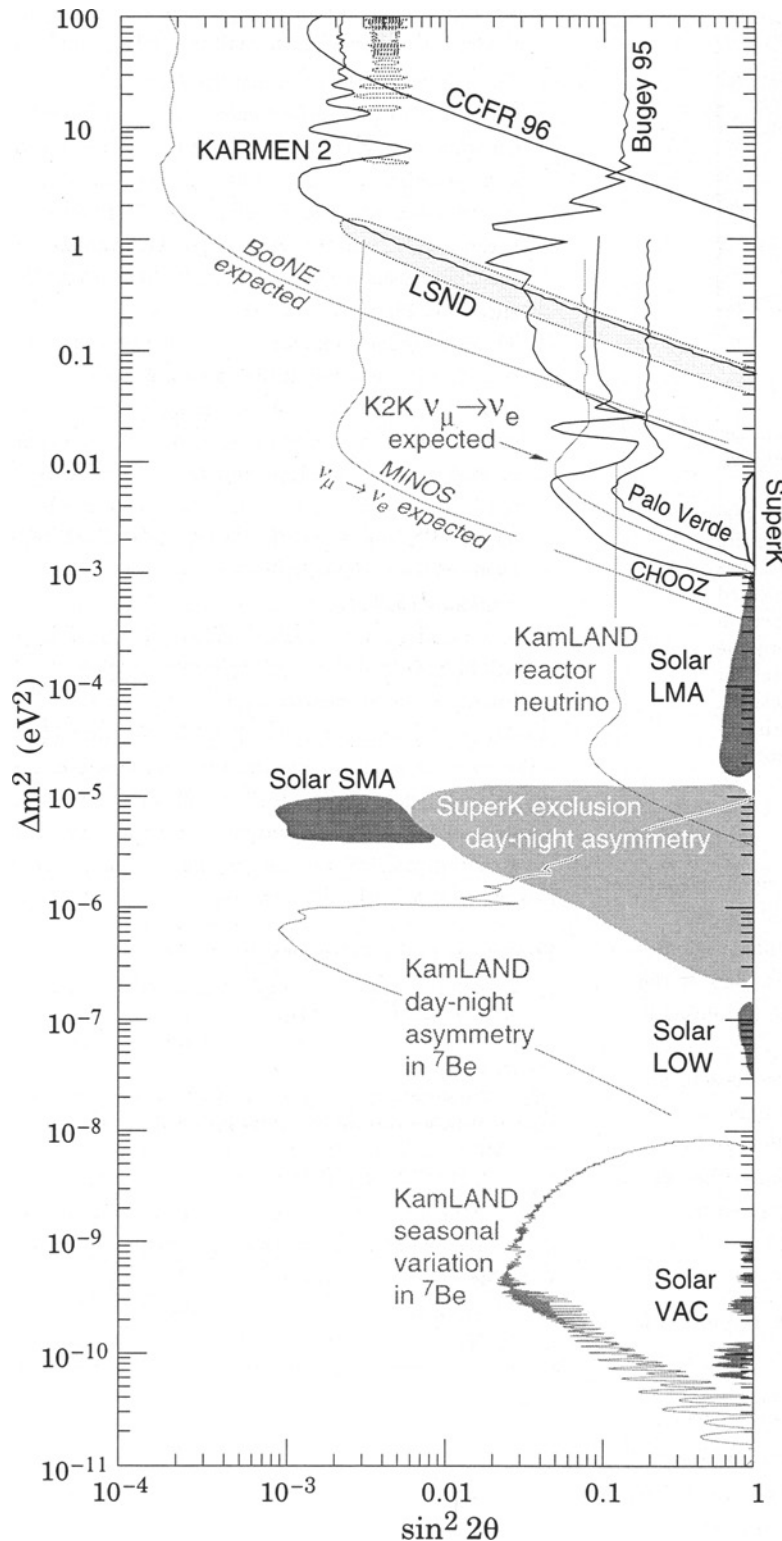 100
10
1
0.1
0.01
10⁻³
10⁻⁴
10⁻⁵
10⁻⁶
10⁻⁷
10⁻⁸
10⁻⁹
10⁻¹⁰
10⁻¹¹
Δm² (eV²)
KARMEN 2
CCFR 96
Bugey 95
BooNE
expected
LSND
K2K νμ→νe
expected
MINOS
νμ → νe expected
Palo Verde
SuperK
CHOOZ
KamLAND
reactor
neutrino
Solar
LMA
Solar SMA
SuperK exclusion
day-night asymmetry
KamLAND
day-night
asymmetry
in ⁷Be
Solar
LOW
KamLAND
seasonal
variation
in ⁷Be
Solar
VAC
10⁻⁴
10⁻³
0.01
0.1
1
sin² 2θ